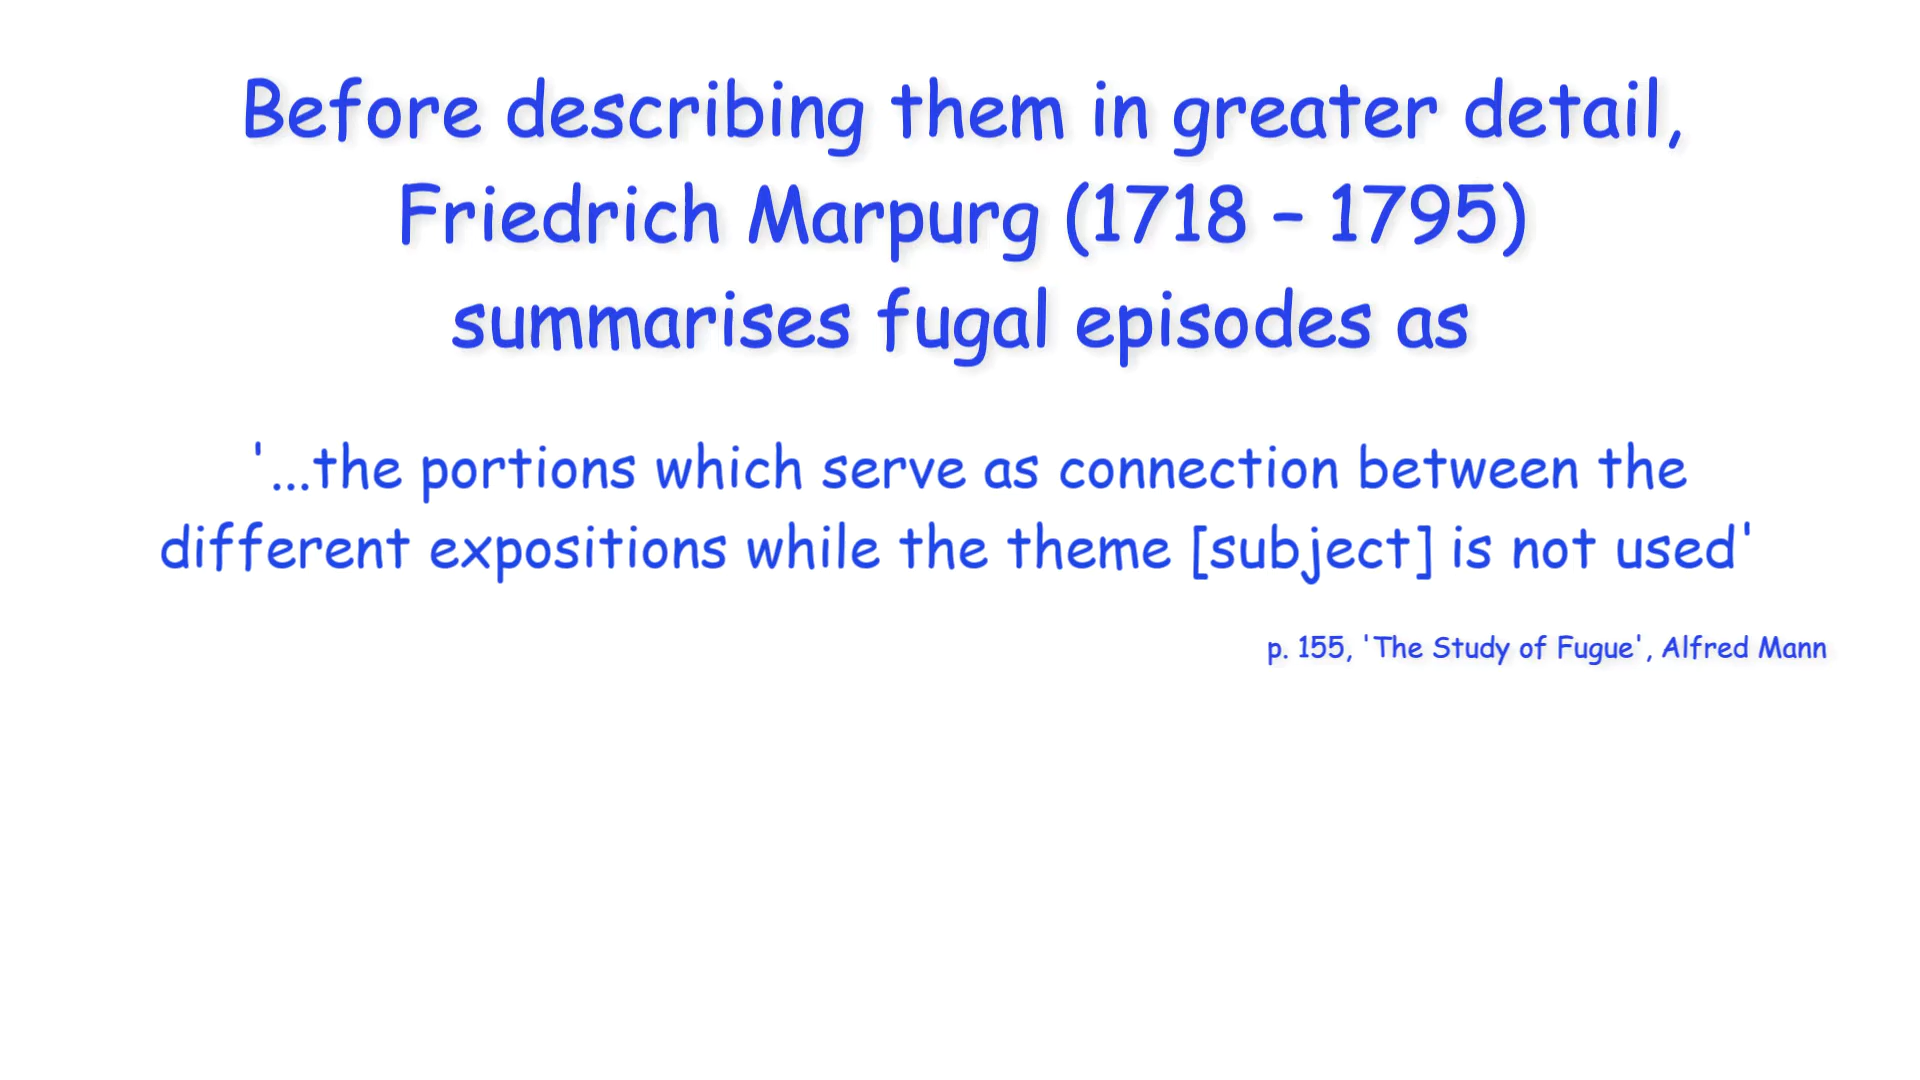 Before describing them in greater detail,
Friedrich Marpurg (1718 – 1795)
summarises fugal episodes as
'...the portions which serve as connection between the
different expositions while the theme [subject] is not used'
p. 155, 'The Study of Fugue', Alfred Mann